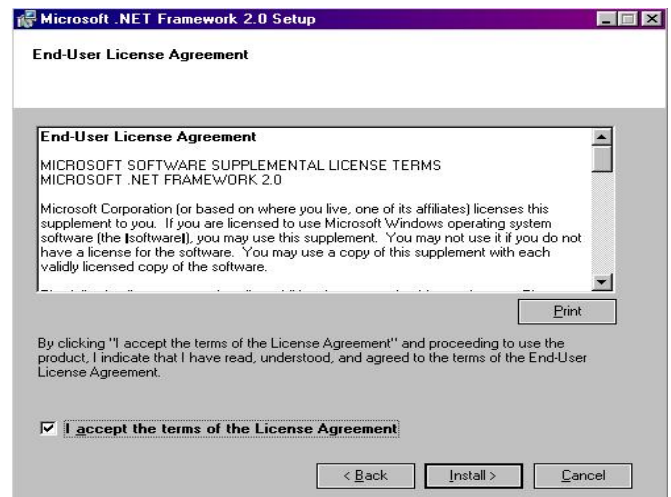 Microsoft .NET Framework 2.0 Setup
End-User License Agreement
End-User License Agreement
MICROSOFT SOFTWARE SUPPLEMENTAL LICENSE TERMS
MICROSOFT .NET FRAMEWORK 2.0
Microsoft Corporation (or based on where you live, one of its affiliates) licenses this
supplement to you. If you are licensed to use Microsoft Windows operating system
software (the ‖software‖), you may use this supplement. You may not use it if you do not
have a license for the software. You may use a copy of this supplement with each
validly licensed copy of the software.
Print
By clicking "I accept the terms of the License Agreement" and proceeding to use the
product, I indicate that I have read, understood, and agreed to the terms of the End-User
License Agreement.
I accept the terms of the License Agreement
< Back
Install >
Cancel